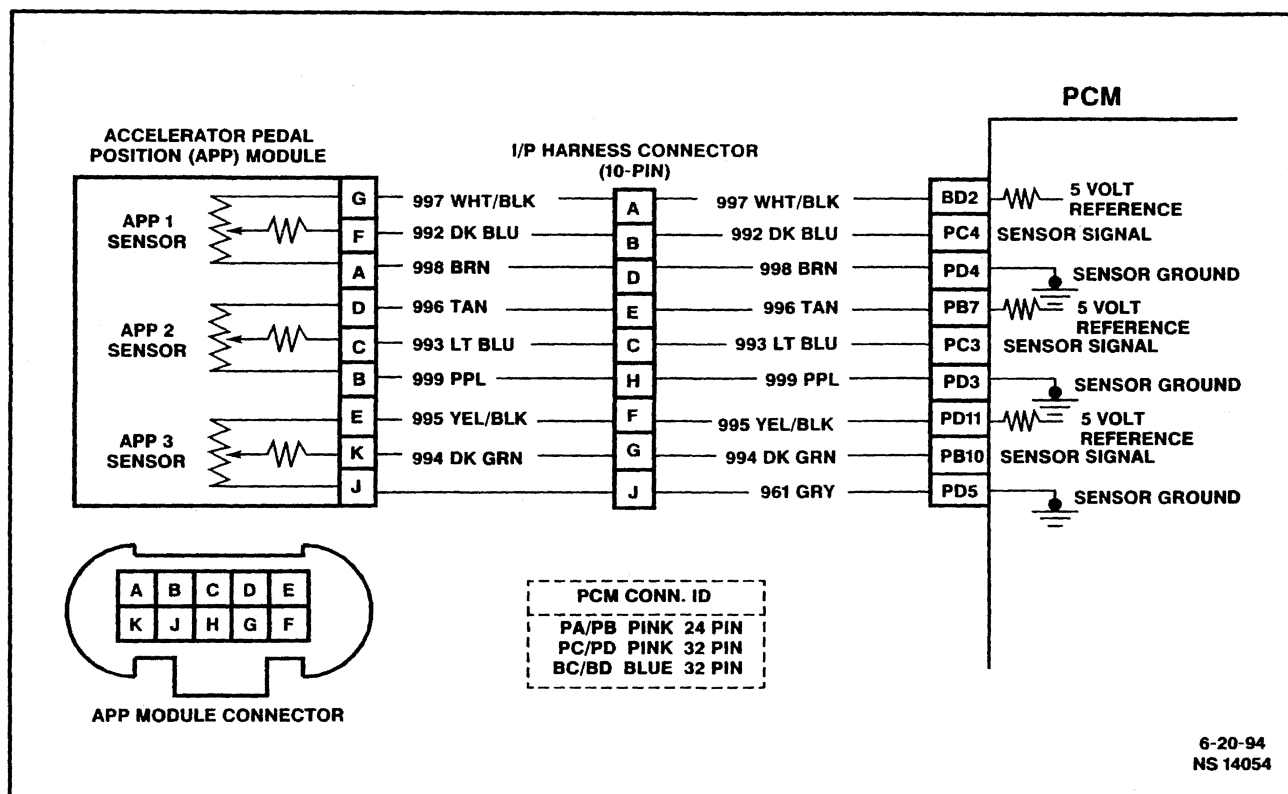 PCM
ACCELERATOR PEDAL
POSITION (APP) MODULE
I/P HARNESS CONNECTOR
(10-PIN)
APP 1
SENSOR
G
997 WHT/BLK
A
997 WHT/BLK
BD2
5 VOLT
REFERENCE
F
992 DK BLU
B
992 DK BLU
PC4
SENSOR SIGNAL
A
998 BRN
D
998 BRN
PD4
SENSOR GROUND
APP 2
SENSOR
D
996 TAN
E
996 TAN
PB7
5 VOLT
REFERENCE
C
993 LT BLU
C
993 LT BLU
PC3
SENSOR SIGNAL
B
999 PPL
H
999 PPL
PD3
SENSOR GROUND
APP 3
SENSOR
E
995 YEL/BLK
F
995 YEL/BLK
PD11
5 VOLT
REFERENCE
K
994 DK GRN
G
994 DK GRN
PB10
SENSOR SIGNAL
J
J
961 GRY
PD5
SENSOR GROUND
A B C D E
K J H G F
APP MODULE CONNECTOR
PCM CONN. ID
PA/PB PINK 24 PIN
PC/PD PINK 32 PIN
BC/BD BLUE 32 PIN
6-20-94
NS 14054